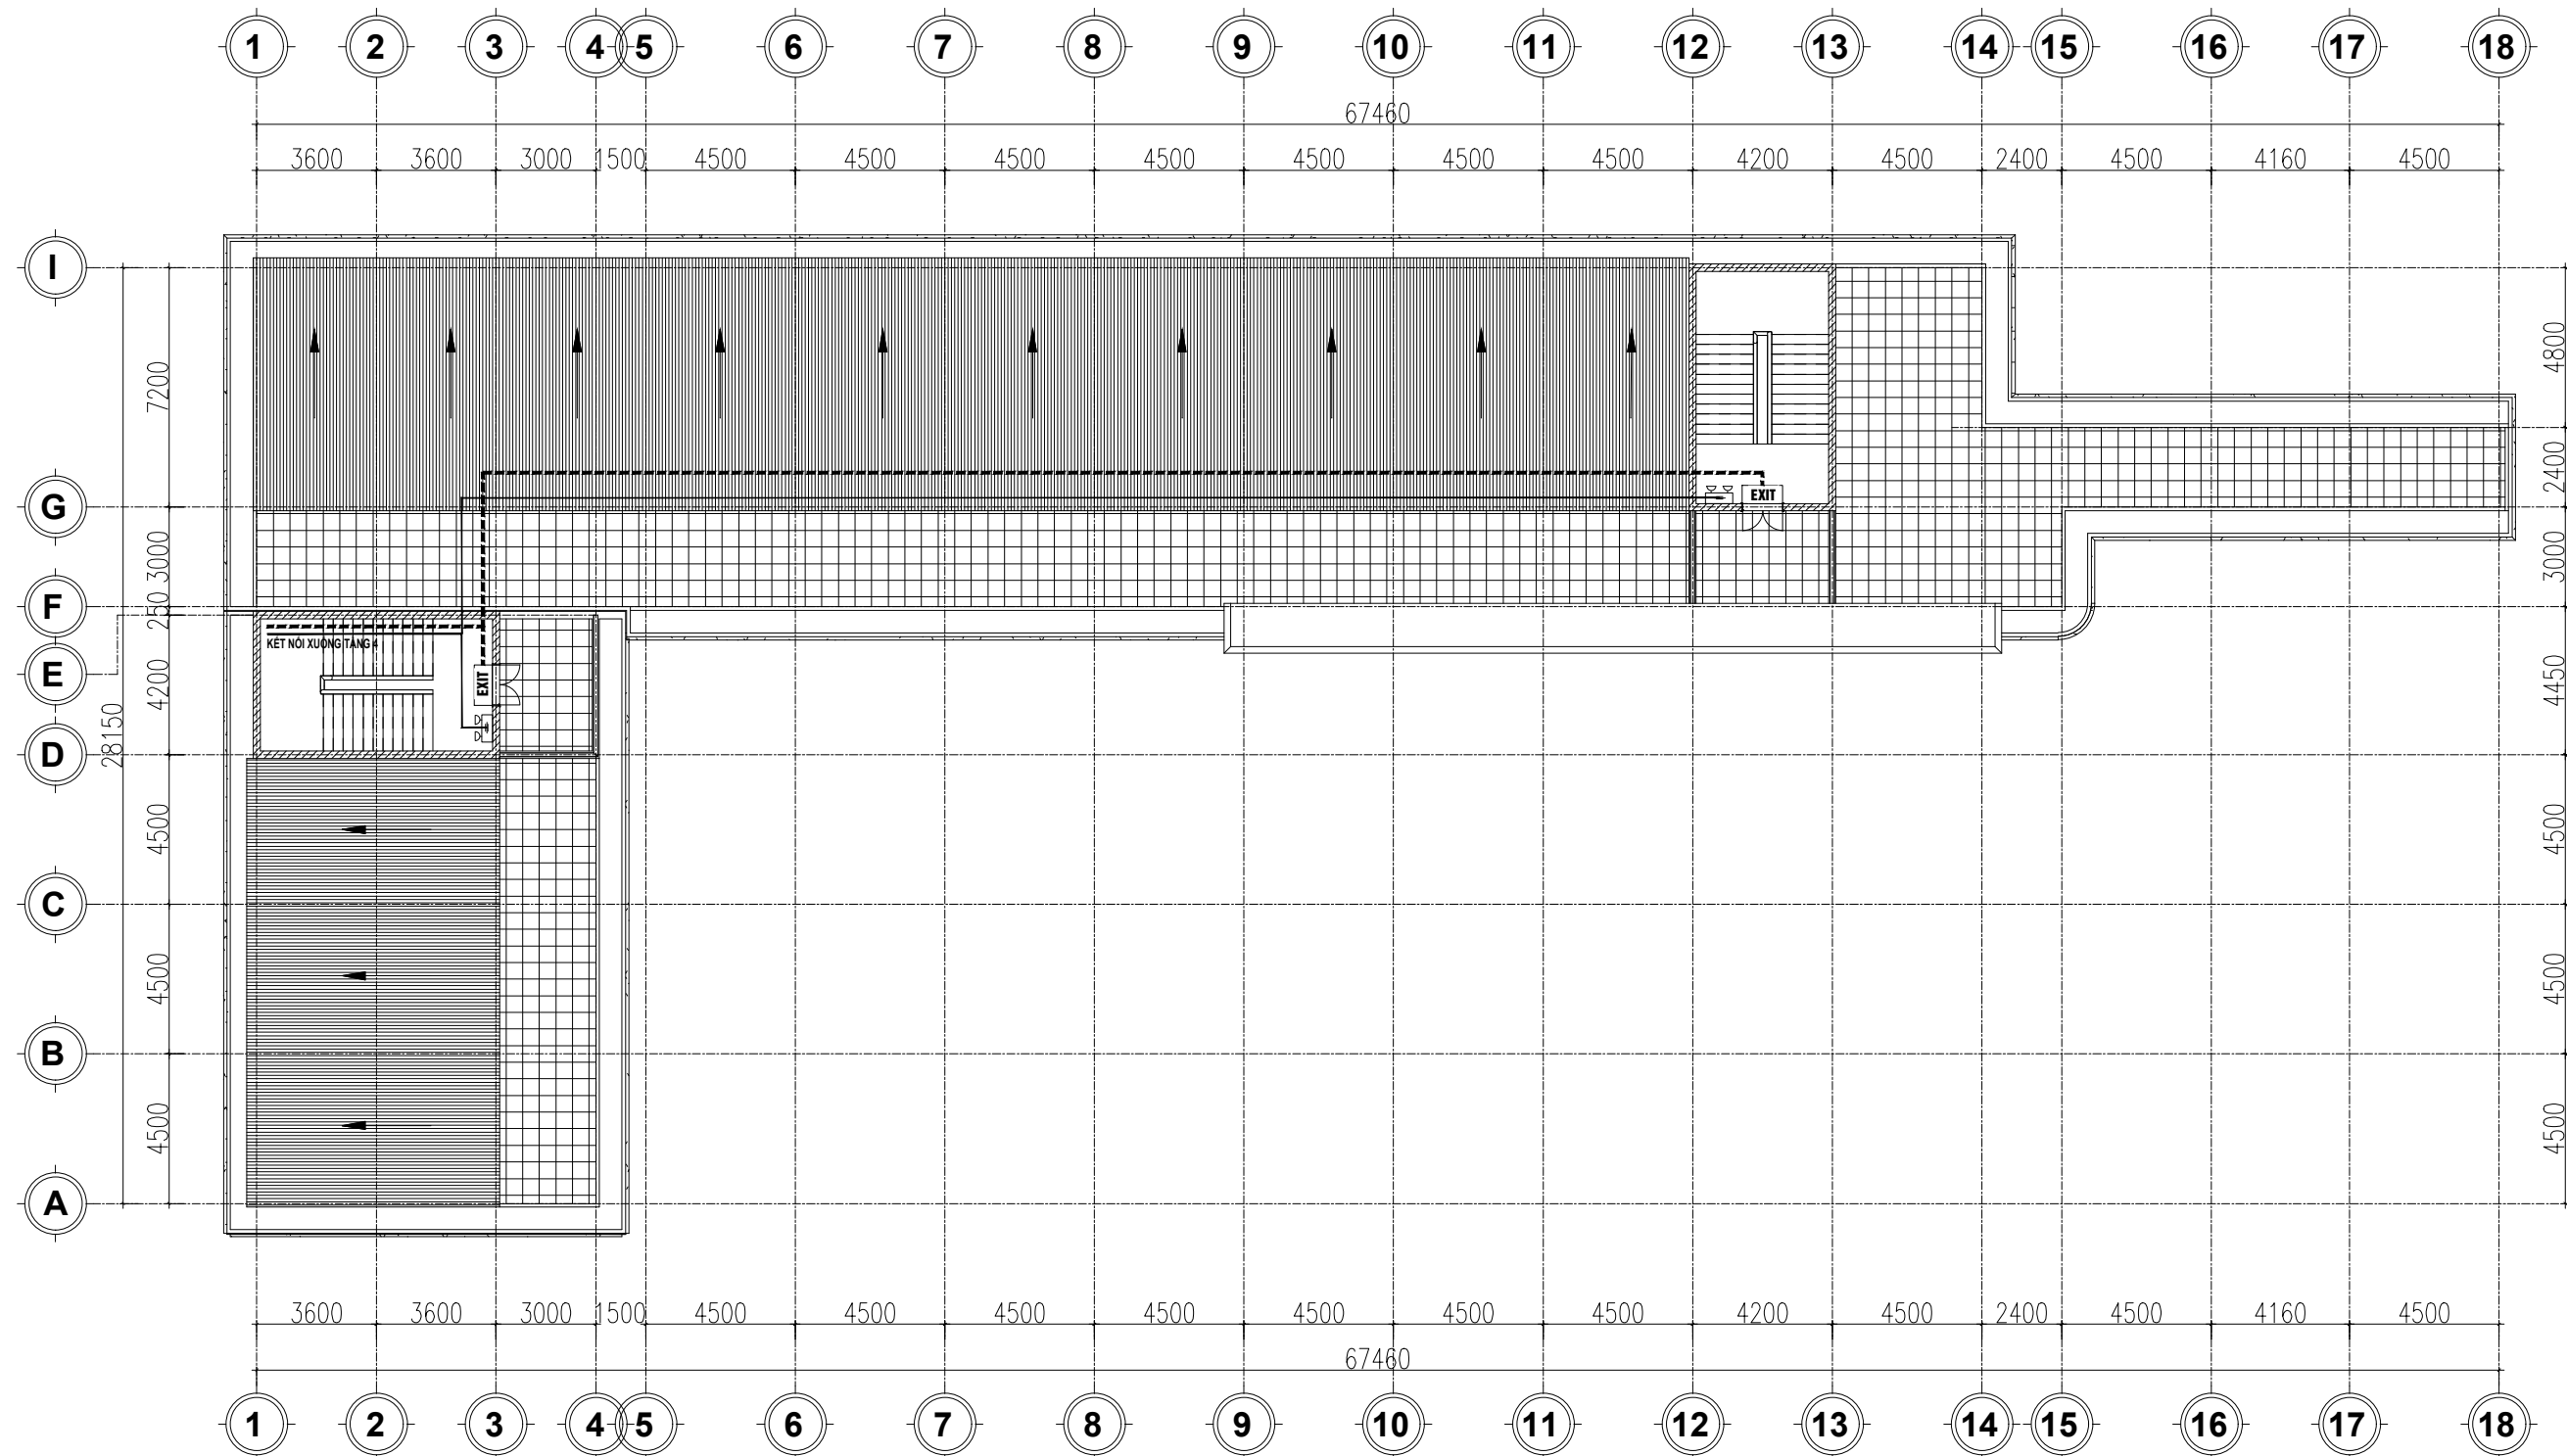 1 2 3 4 5 6 7 8 9 10 11 12 13 14 15 16 17 18
67460
3600 3600 3000 1500 4500 4500 4500 4500 4500 4500 4500 4200 4500 2400 4500 4160 4500
I
7200
4800
2400
G
EXIT
3000
3000
F
250
KẾT NỐI XUỐNG TẦNG 4
E
EXIT
4200
4450
28150
D
4500
4500
C
4500
4500
B
4500
4500
A
3600 3600 3000 1500 4500 4500 4500 4500 4500 4500 4500 4200 4500 2400 4500 4160 4500
67460
1 2 3 4 5 6 7 8 9 10 11 12 13 14 15 16 17 18